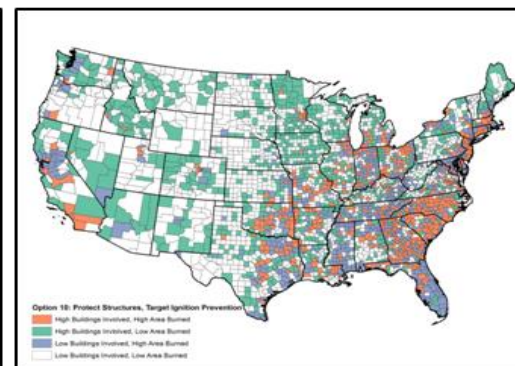 Option 10: Protect Structures, Target Ignition Prevention
High Buildings Involved, High Area Burned
High Buildings Involved, Low Area Burned
Low Buildings Involved, High Area Burned
Low Buildings Involved, Low Area Burned